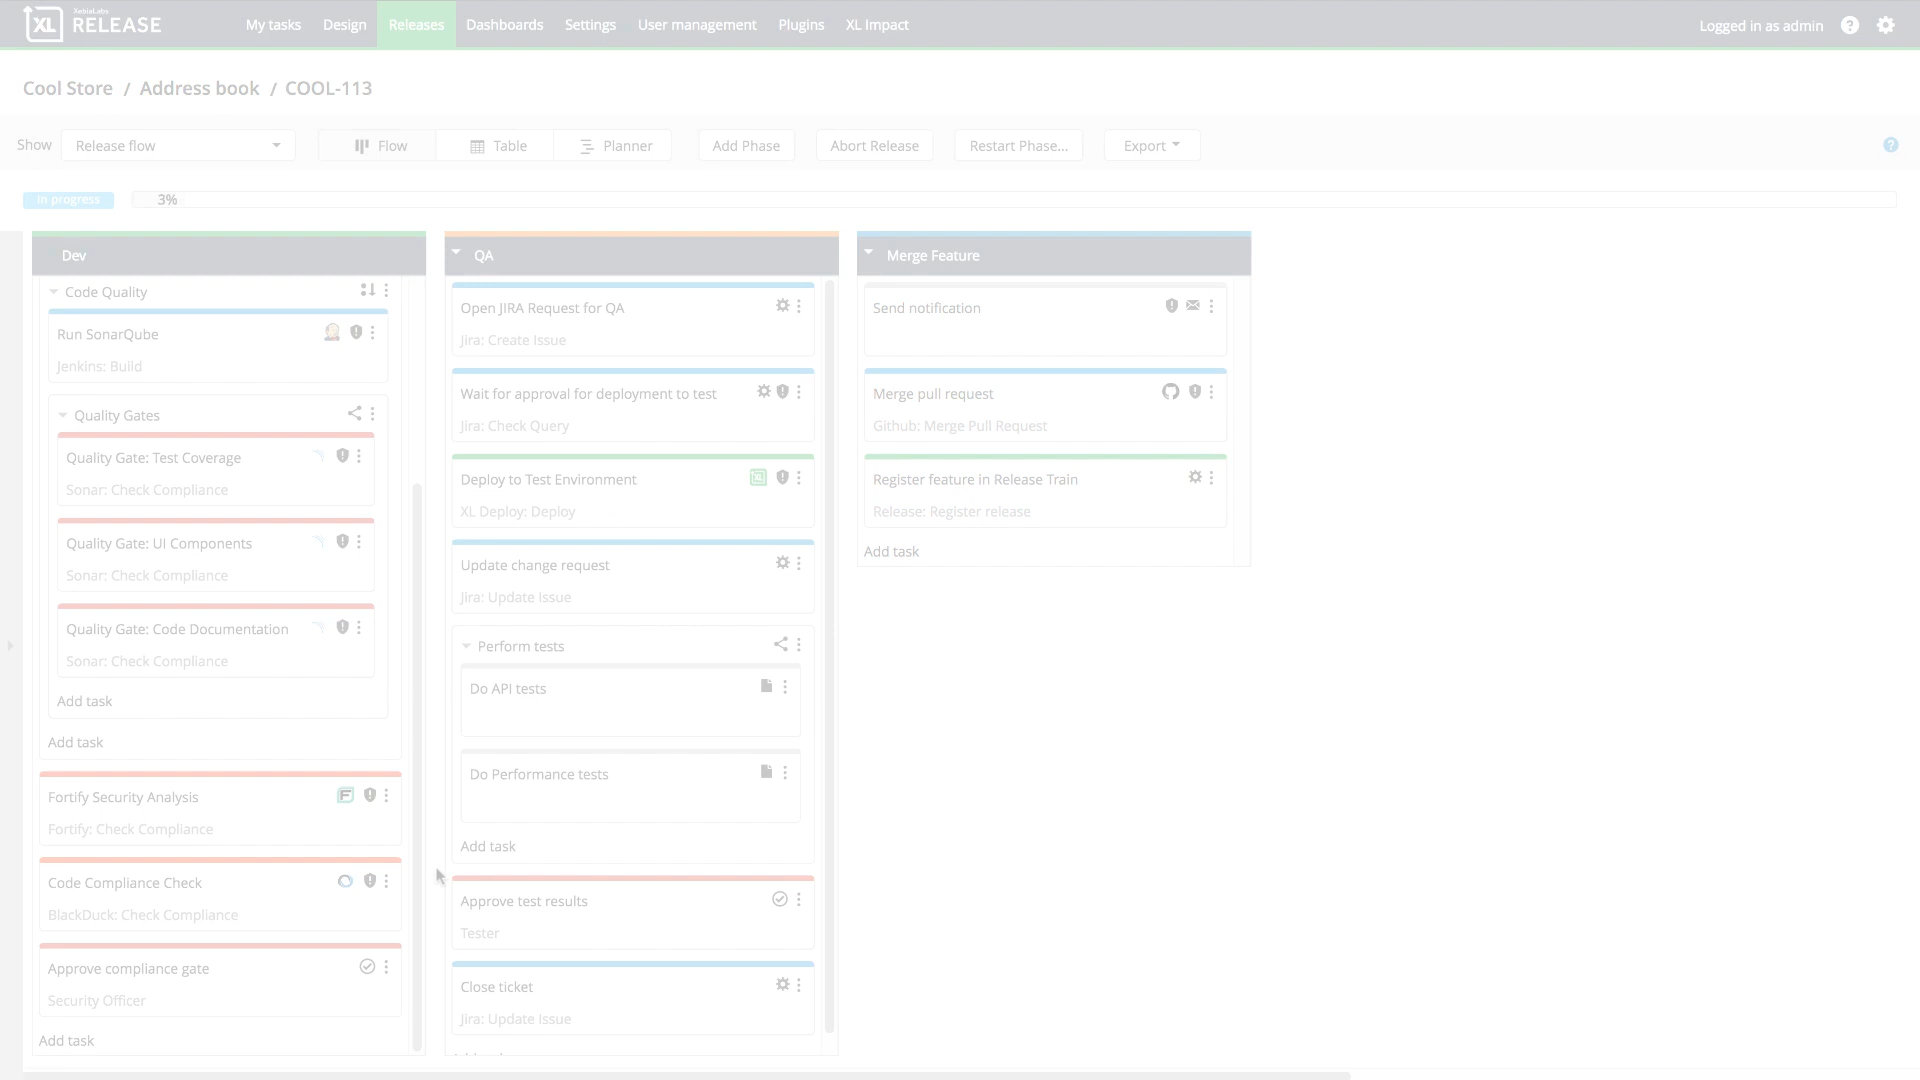 XebiaLabs
XL RELEASE
My tasks Design Releases Dashboards Settings User management Plugins XL Impact
Logged in as admin
Cool Store / Address book / COOL-113
Show Release flow Flow Table Planner Add Phase Abort Release Restart Phase... Export
In progress 3%
Dev
Code Quality
Run SonarQube
Jenkins: Build
Quality Gates
Quality Gate: Test Coverage
Sonar: Check Compliance
Quality Gate: UI Components
Sonar: Check Compliance
Quality Gate: Code Documentation
Sonar: Check Compliance
Add task
Add task
Fortify Security Analysis
Fortify: Check Compliance
Code Compliance Check
BlackDuck: Check Compliance
Approve compliance gate
Security Officer
Add task
QA
Open JIRA Request for QA
Jira: Create Issue
Wait for approval for deployment to test
Jira: Check Query
Deploy to Test Environment
XL Deploy: Deploy
Update change request
Jira: Update Issue
Perform tests
Do API tests
Do Performance tests
Add task
Approve test results
Tester
Close ticket
Jira: Update Issue
Merge Feature
Send notification
Merge pull request
Github: Merge Pull Request
Register feature in Release Train
Release: Register release
Add task